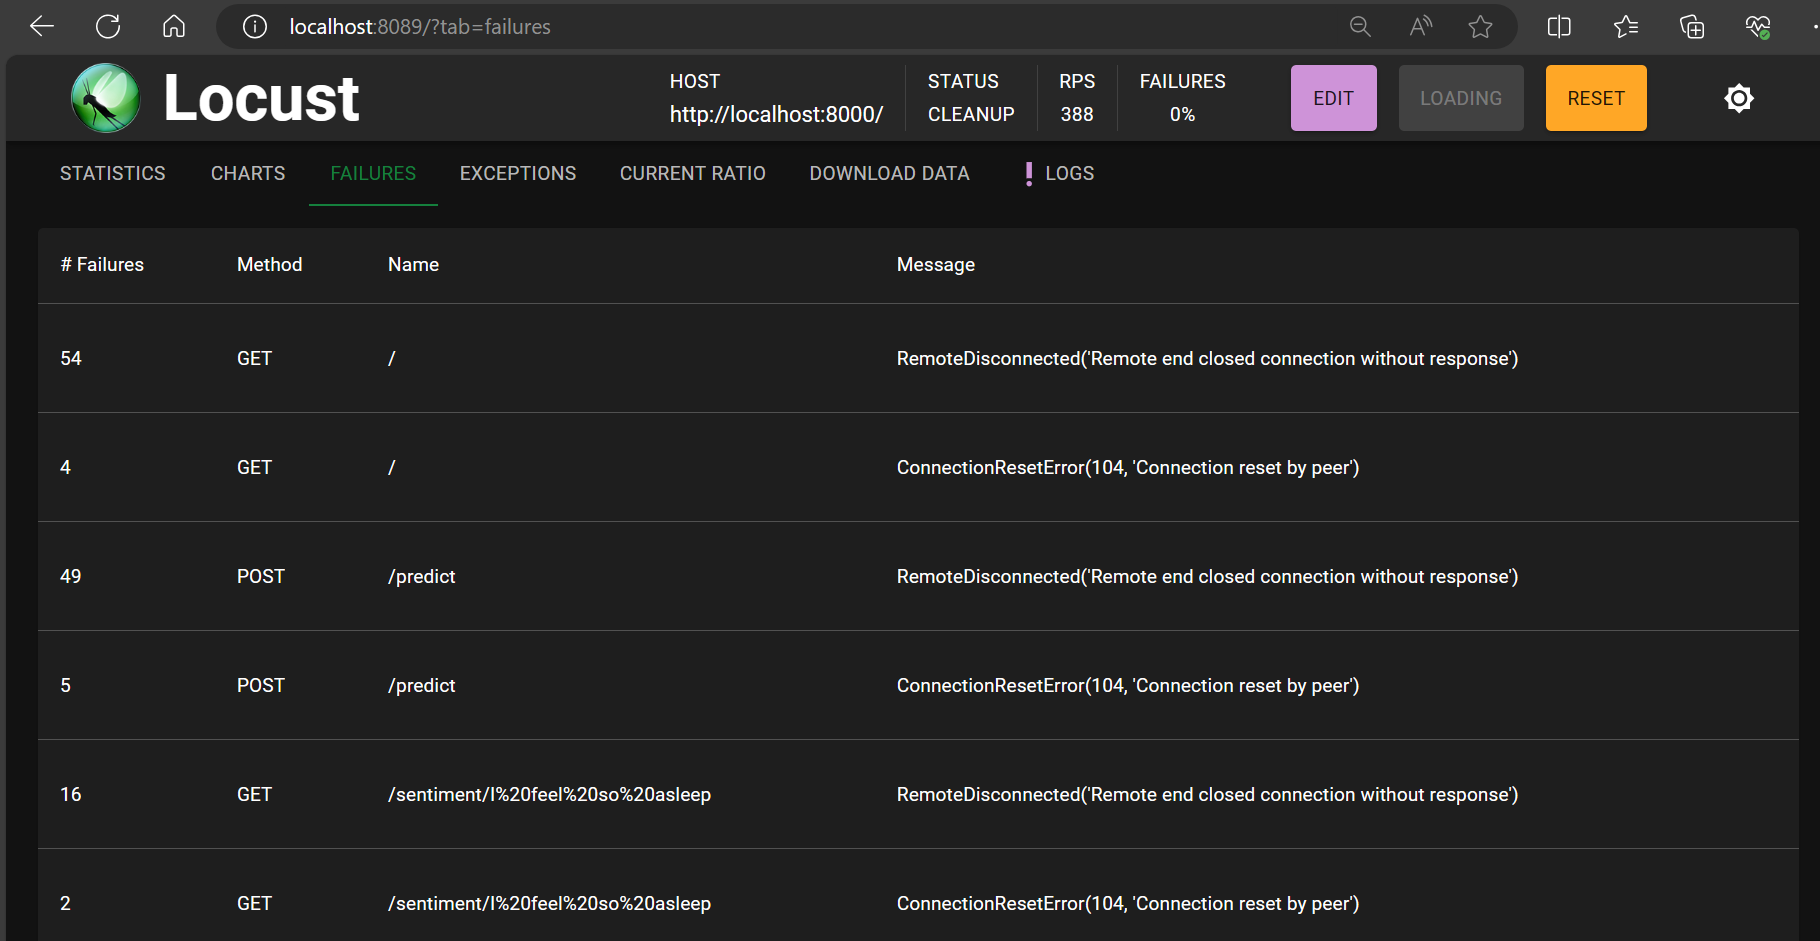 localhost:8089/?tab=failures
Locust
HOST
http://localhost:8000/
STATUS
CLEANUP
RPS
388
FAILURES
0%
EDIT
LOADING
RESET
STATISTICS CHARTS FAILURES EXCEPTIONS CURRENT RATIO DOWNLOAD DATA ! LOGS
# Failures Method Name Message
54 GET / RemoteDisconnected('Remote end closed connection without response')
4 GET / ConnectionResetError(104, 'Connection reset by peer')
49 POST /predict RemoteDisconnected('Remote end closed connection without response')
5 POST /predict ConnectionResetError(104, 'Connection reset by peer')
16 GET /sentiment/I%20feel%20so%20asleep RemoteDisconnected('Remote end closed connection without response')
2 GET /sentiment/I%20feel%20so%20asleep ConnectionResetError(104, 'Connection reset by peer')